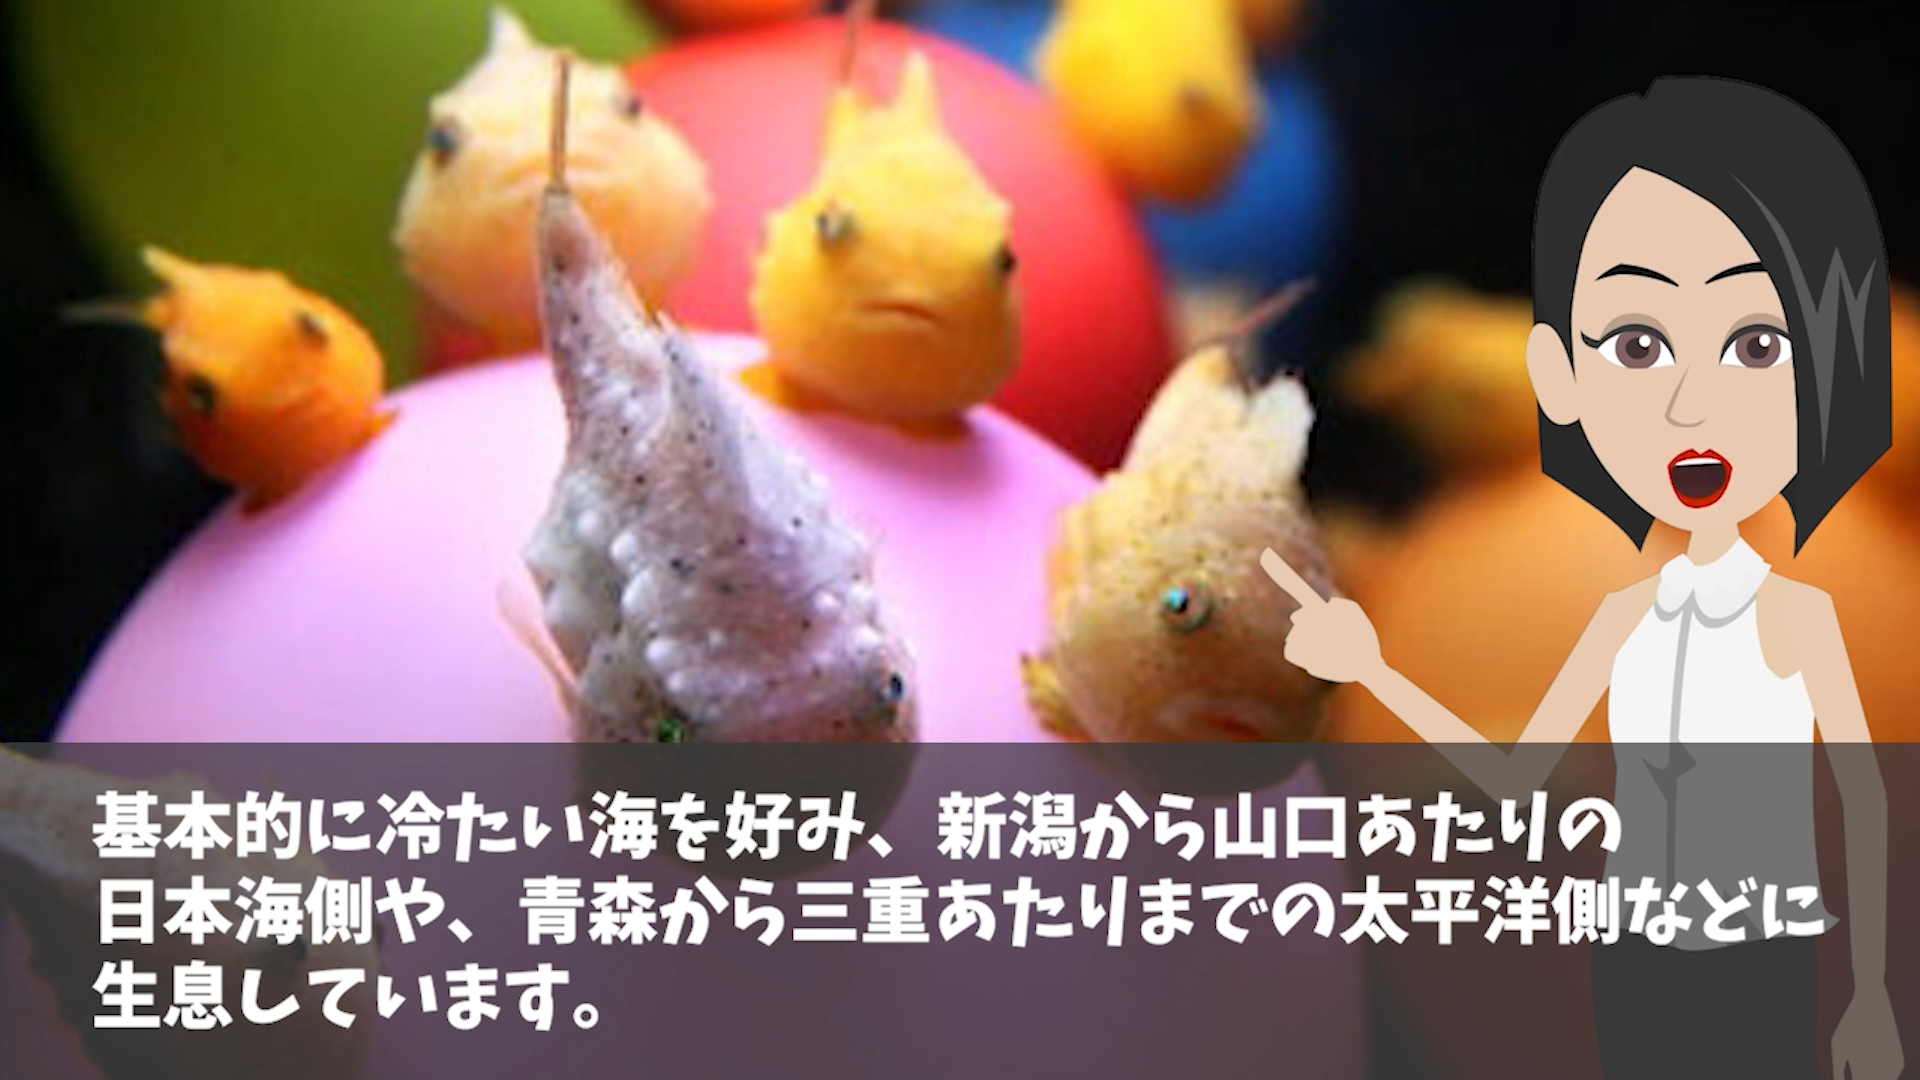 基本的に冷たい海を好み、新潟から山口あたりの
日本海側や、青森から三重あたりまでの太平洋側などに
生息しています。